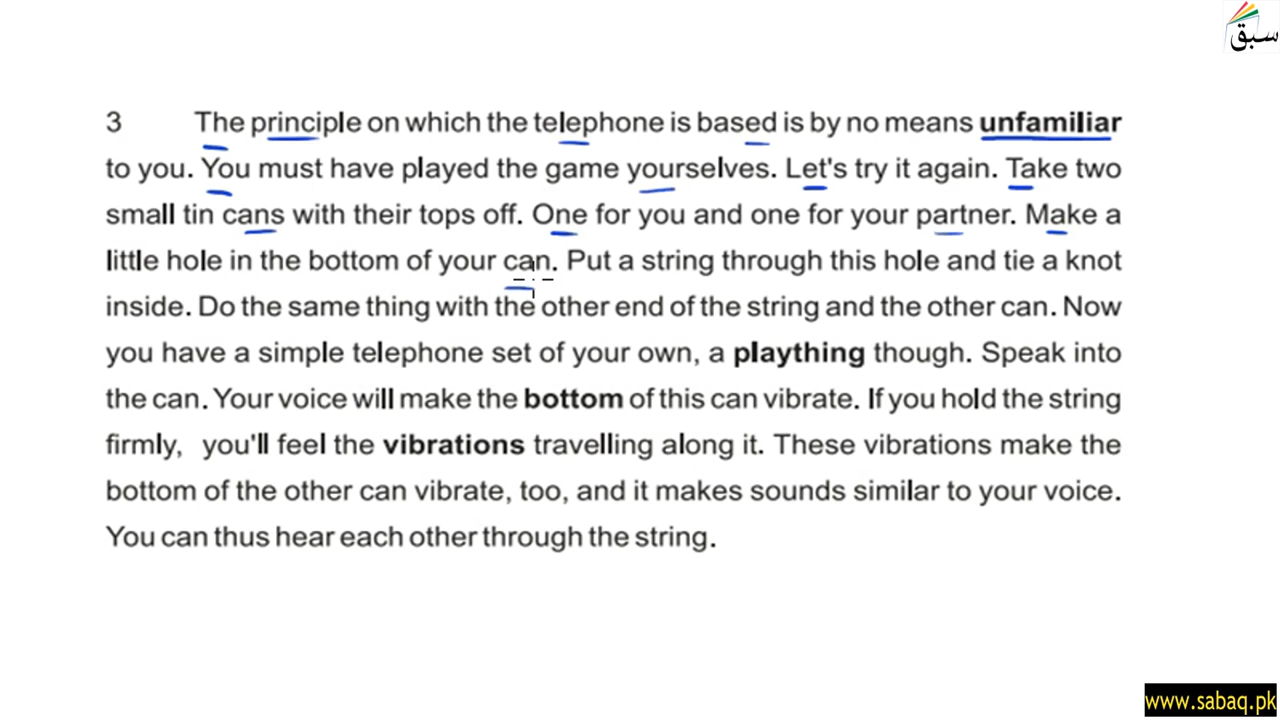 سبق
3 The principle on which the telephone is based is by no means unfamiliar
to you. You must have played the game yourselves. Let's try it again. Take two
small tin cans with their tops off. One for you and one for your partner. Make a
little hole in the bottom of your can. Put a string through this hole and tie a knot
inside. Do the same thing with the other end of the string and the other can. Now
you have a simple telephone set of your own, a plaything though. Speak into
the can. Your voice will make the bottom of this can vibrate. If you hold the string
firmly, you'll feel the vibrations travelling along it. These vibrations make the
bottom of the other can vibrate, too, and it makes sounds similar to your voice.
You can thus hear each other through the string.
www.sabaq.pk